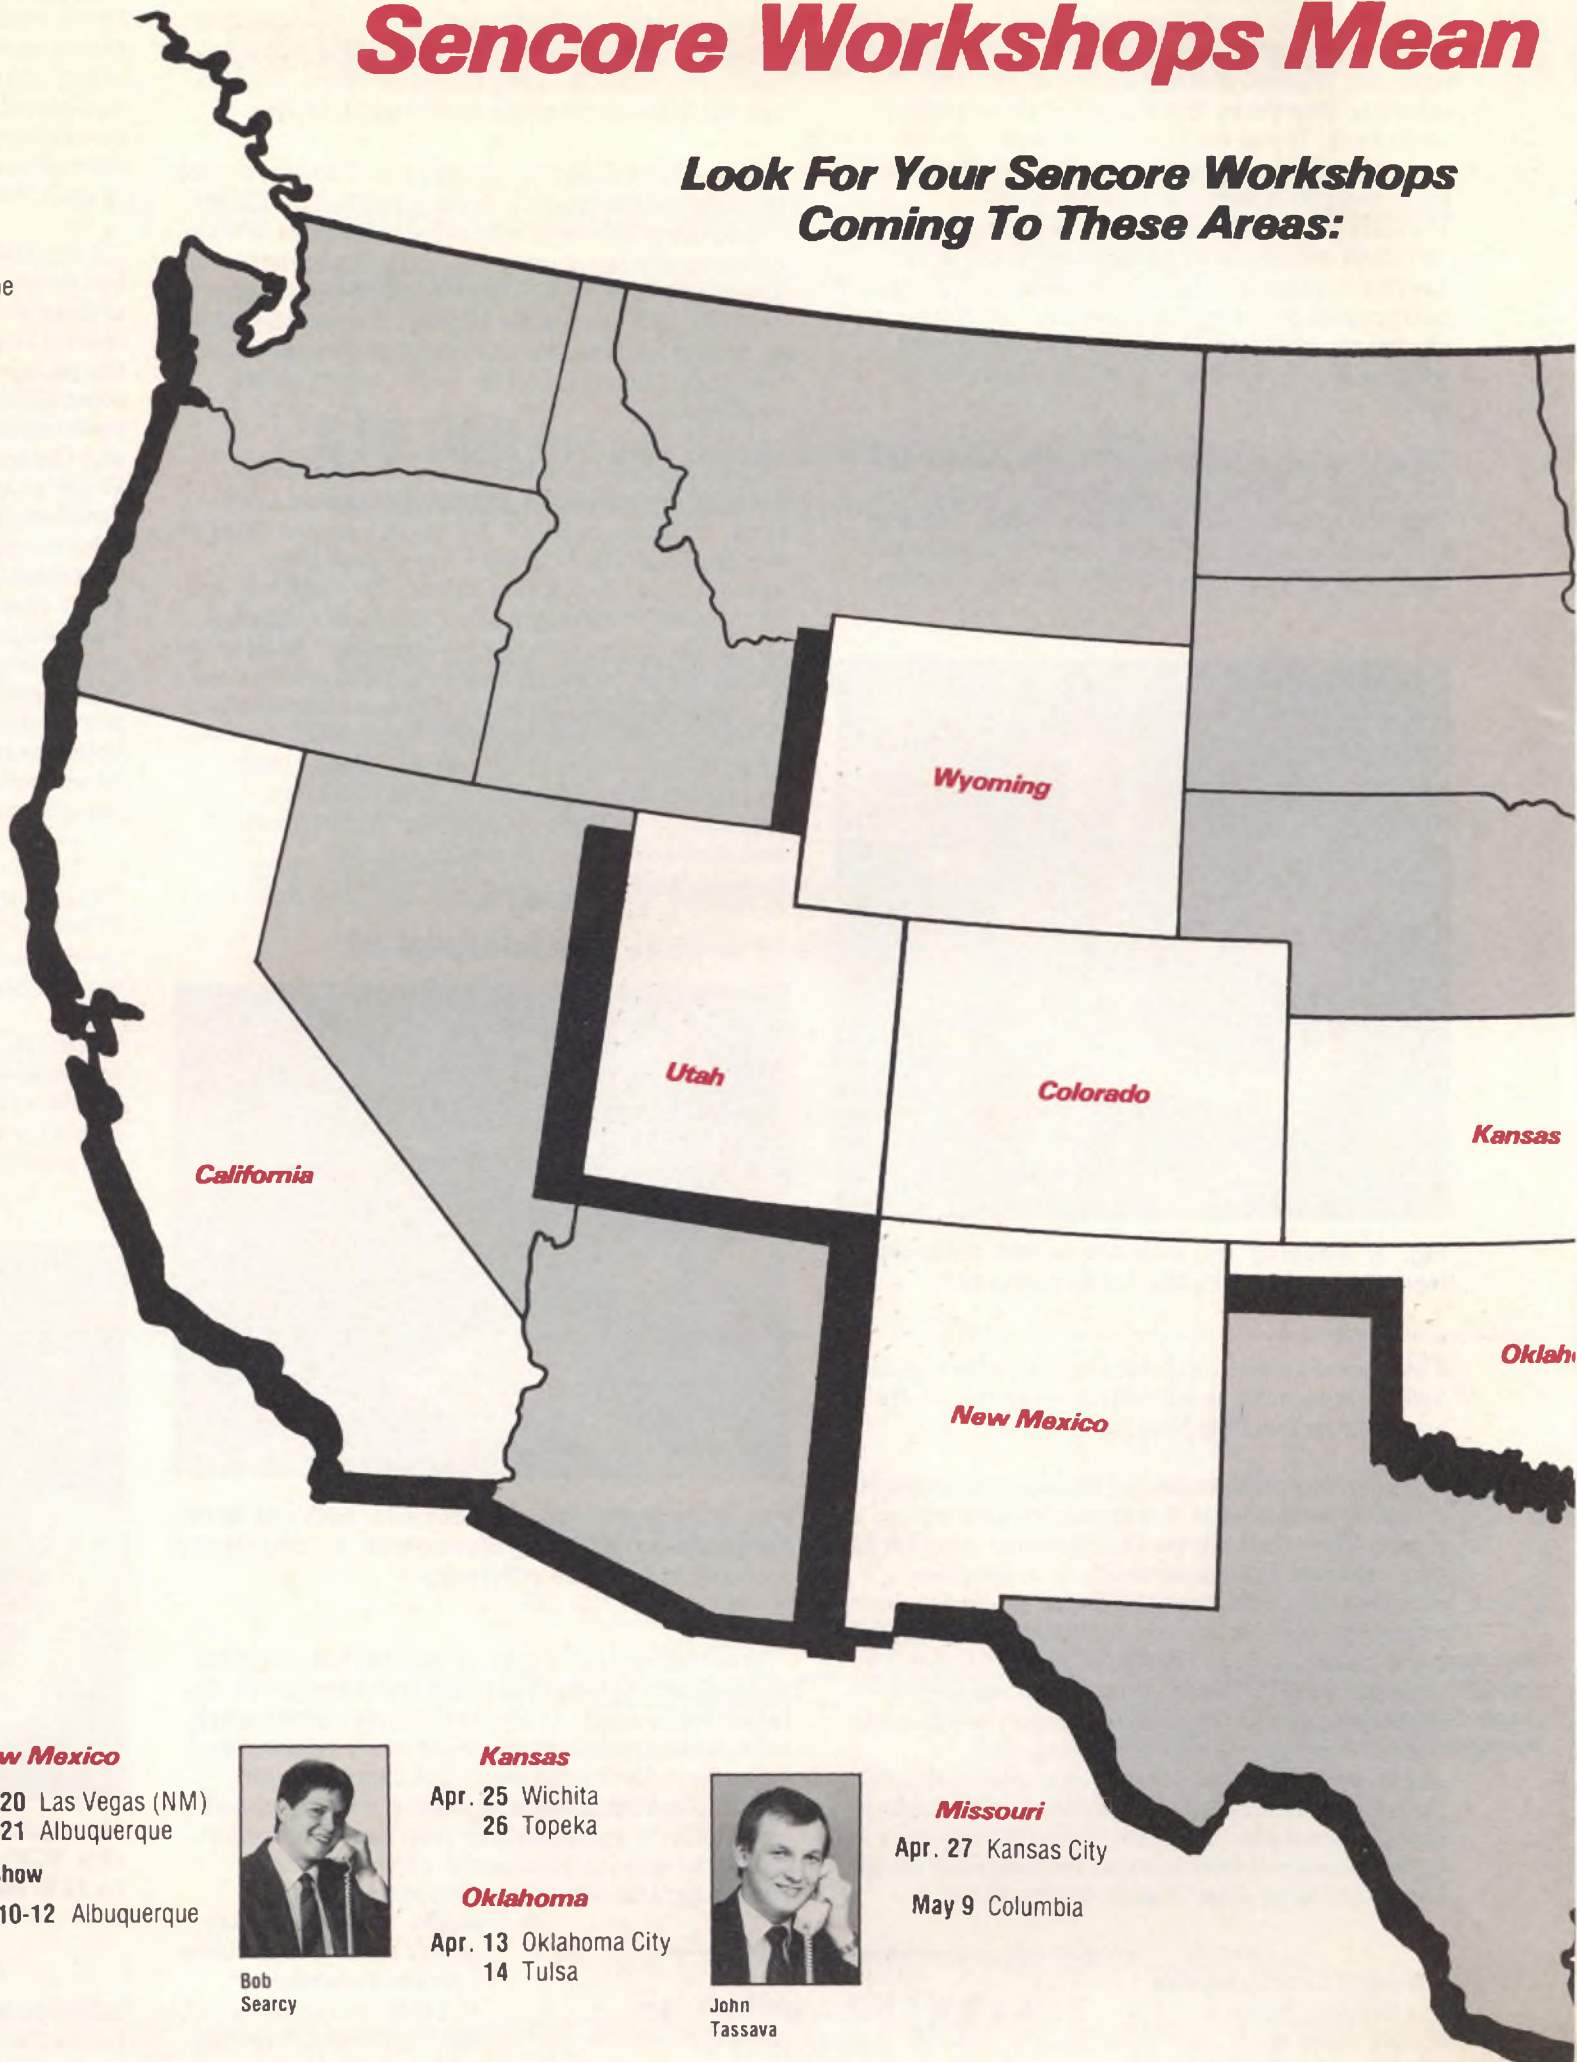 Sencore Workshops Mean
Look For Your Sencore Workshops
Coming To These Areas:
Wyoming
Utah
Colorado
Kansas
California
New Mexico
Mexico
20 Las Vegas (NM)
21 Albuquerque
10-12 Albuquerque
Bob
Searcy
Kansas
Apr. 25 Wichita
26 Topeka
Oklahoma
Apr. 13 Oklahoma City
14 Tulsa
John
Tassava
Missouri
Apr. 27 Kansas City
May 9 Columbia